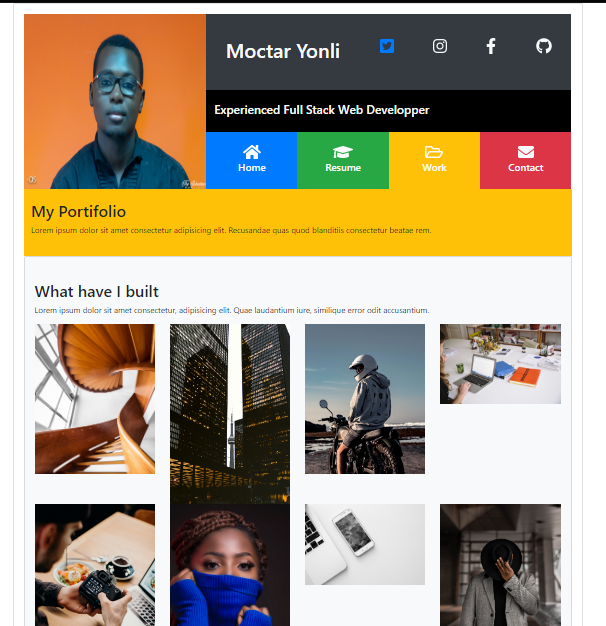 Moctar Yonli
Experienced Full Stack Web Developper
Home
Resume
Work
Contact
My Portifolio
Lorem ipsum dolor sit amet consectetur adipisicing elit. Recusandae quas quod blanditiis consectetur beatae rem.
What have I built
Lorem ipsum dolor sit amet consectetur, adipisicing elit. Quae laudantium iure, similique error odit accusantium.